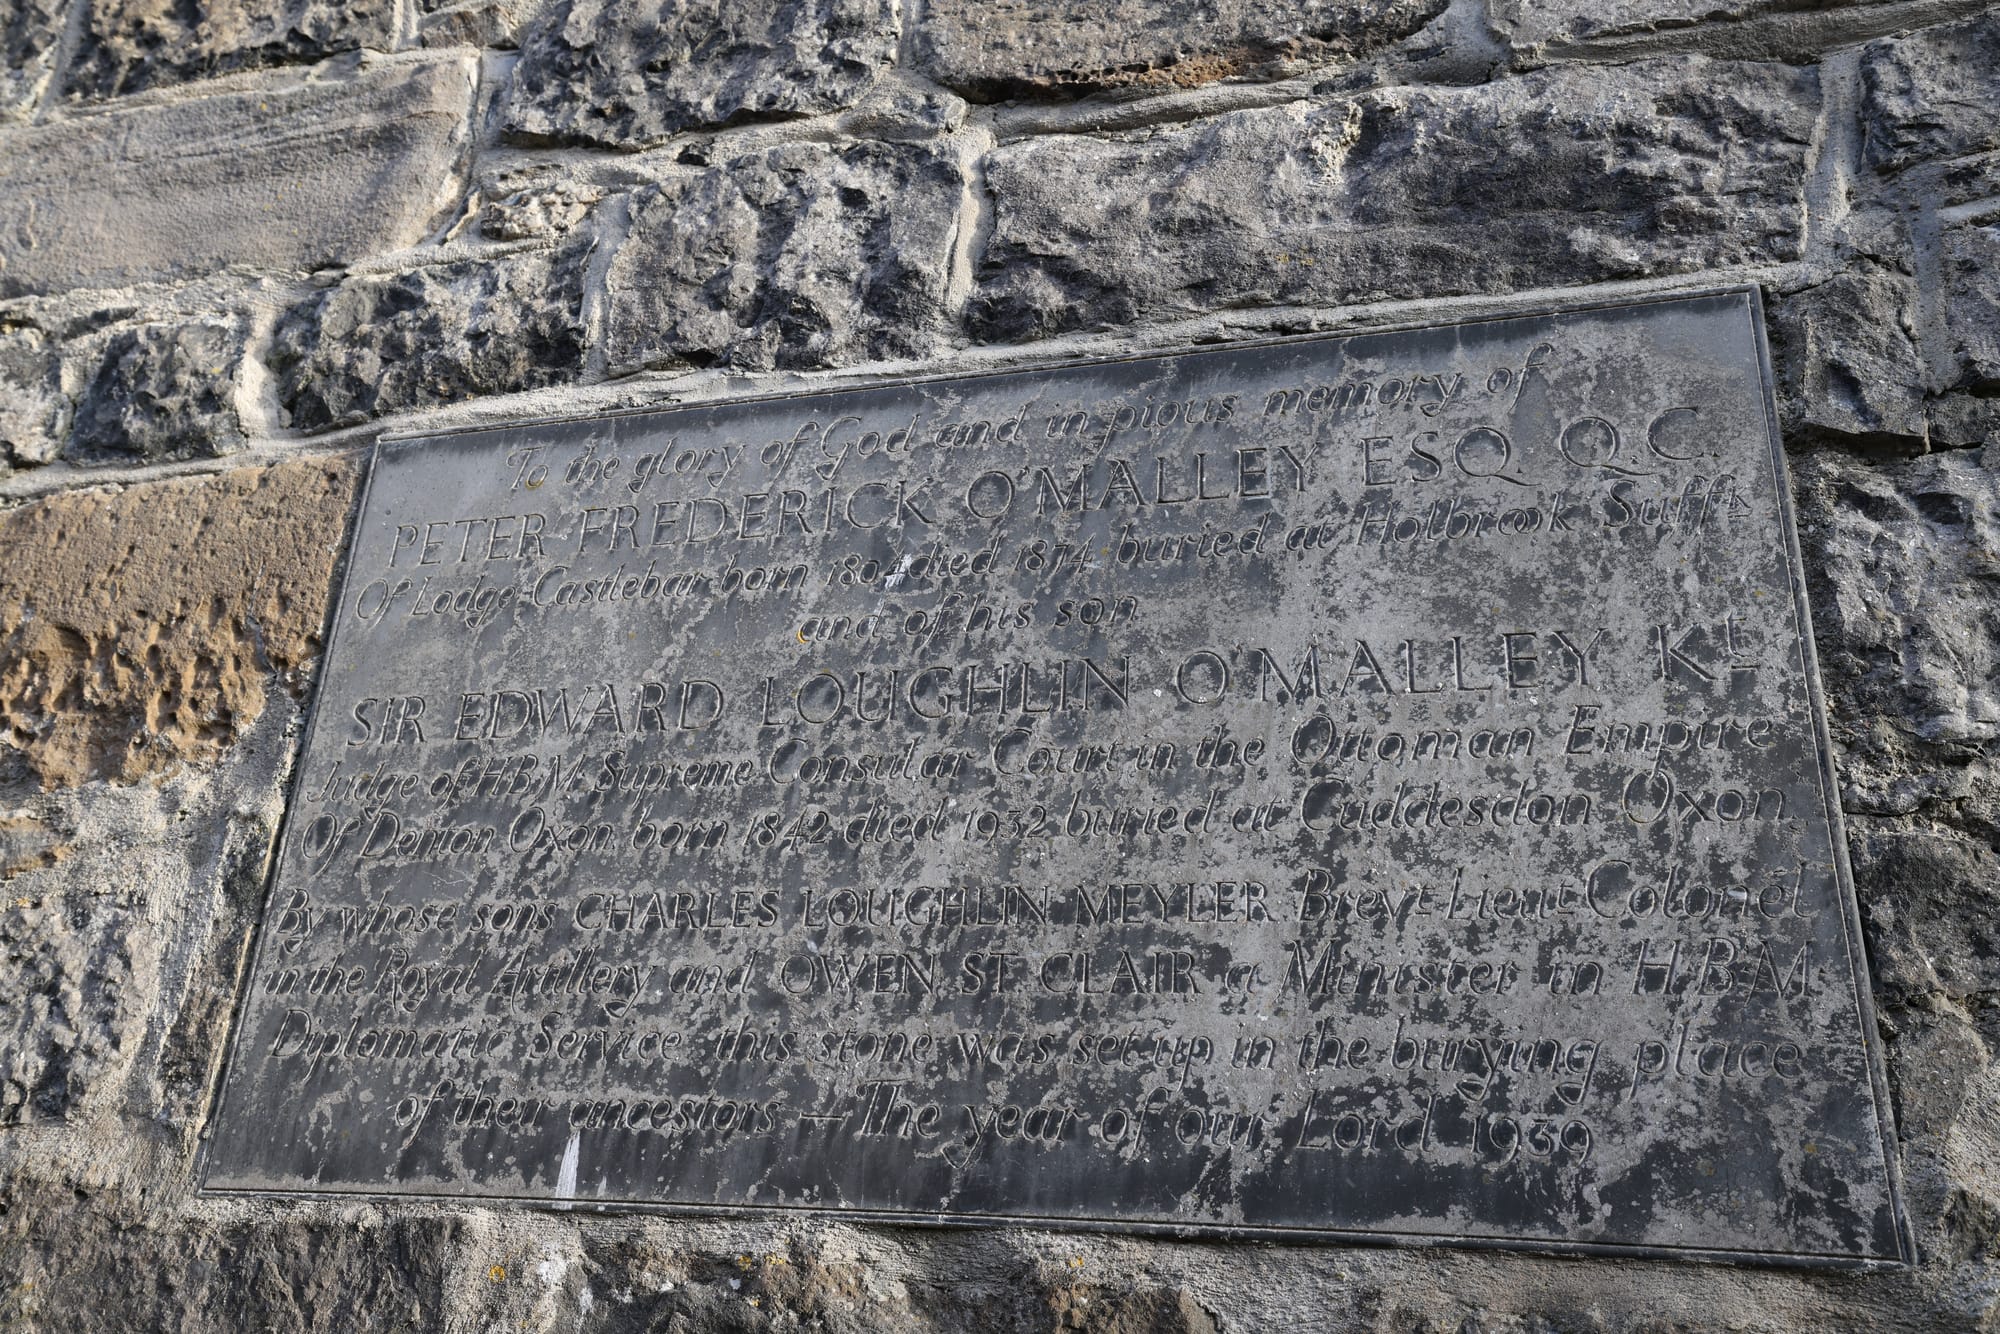 To the glory of God and in pious memory of
PETER FREDERICK O'MALLEY ESQ. Q.C.
Of Lodge-Castlebar born 1804 died 1874 buried at Holbrook Suffk
and of his son
SIR EDWARD LOUGHLIN O'MALLEY Kt
Judge of H.B.M. Supreme Consular Court in the Ottoman Empire
Of Denton Oxon. born 1842 died 1932 buried at Cuddesdon Oxon.
By whose sons CHARLES LOUGHLIN MEYLER Brevt Lieut Colonel
in the Royal Artillery and OWEN ST CLAIR a Minister in H.B.M.
Diplomatic Service this stone was set up in the burying place
of their ancestors — The year of our Lord 1939